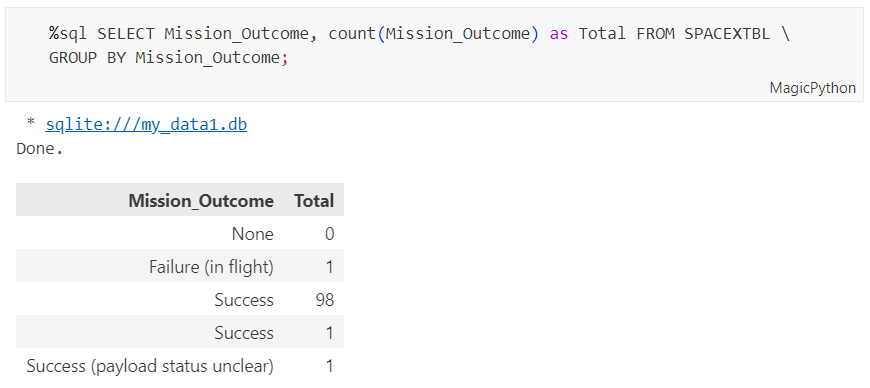 %sql SELECT Mission_Outcome, count(Mission_Outcome) as Total FROM SPACEXTBL \
GROUP BY Mission_Outcome;
MagicPython
* sqlite:///my_data1.db
Done.
Mission_Outcome Total
None 0
Failure (in flight) 1
Success 98
Success 1
Success (payload status unclear) 1